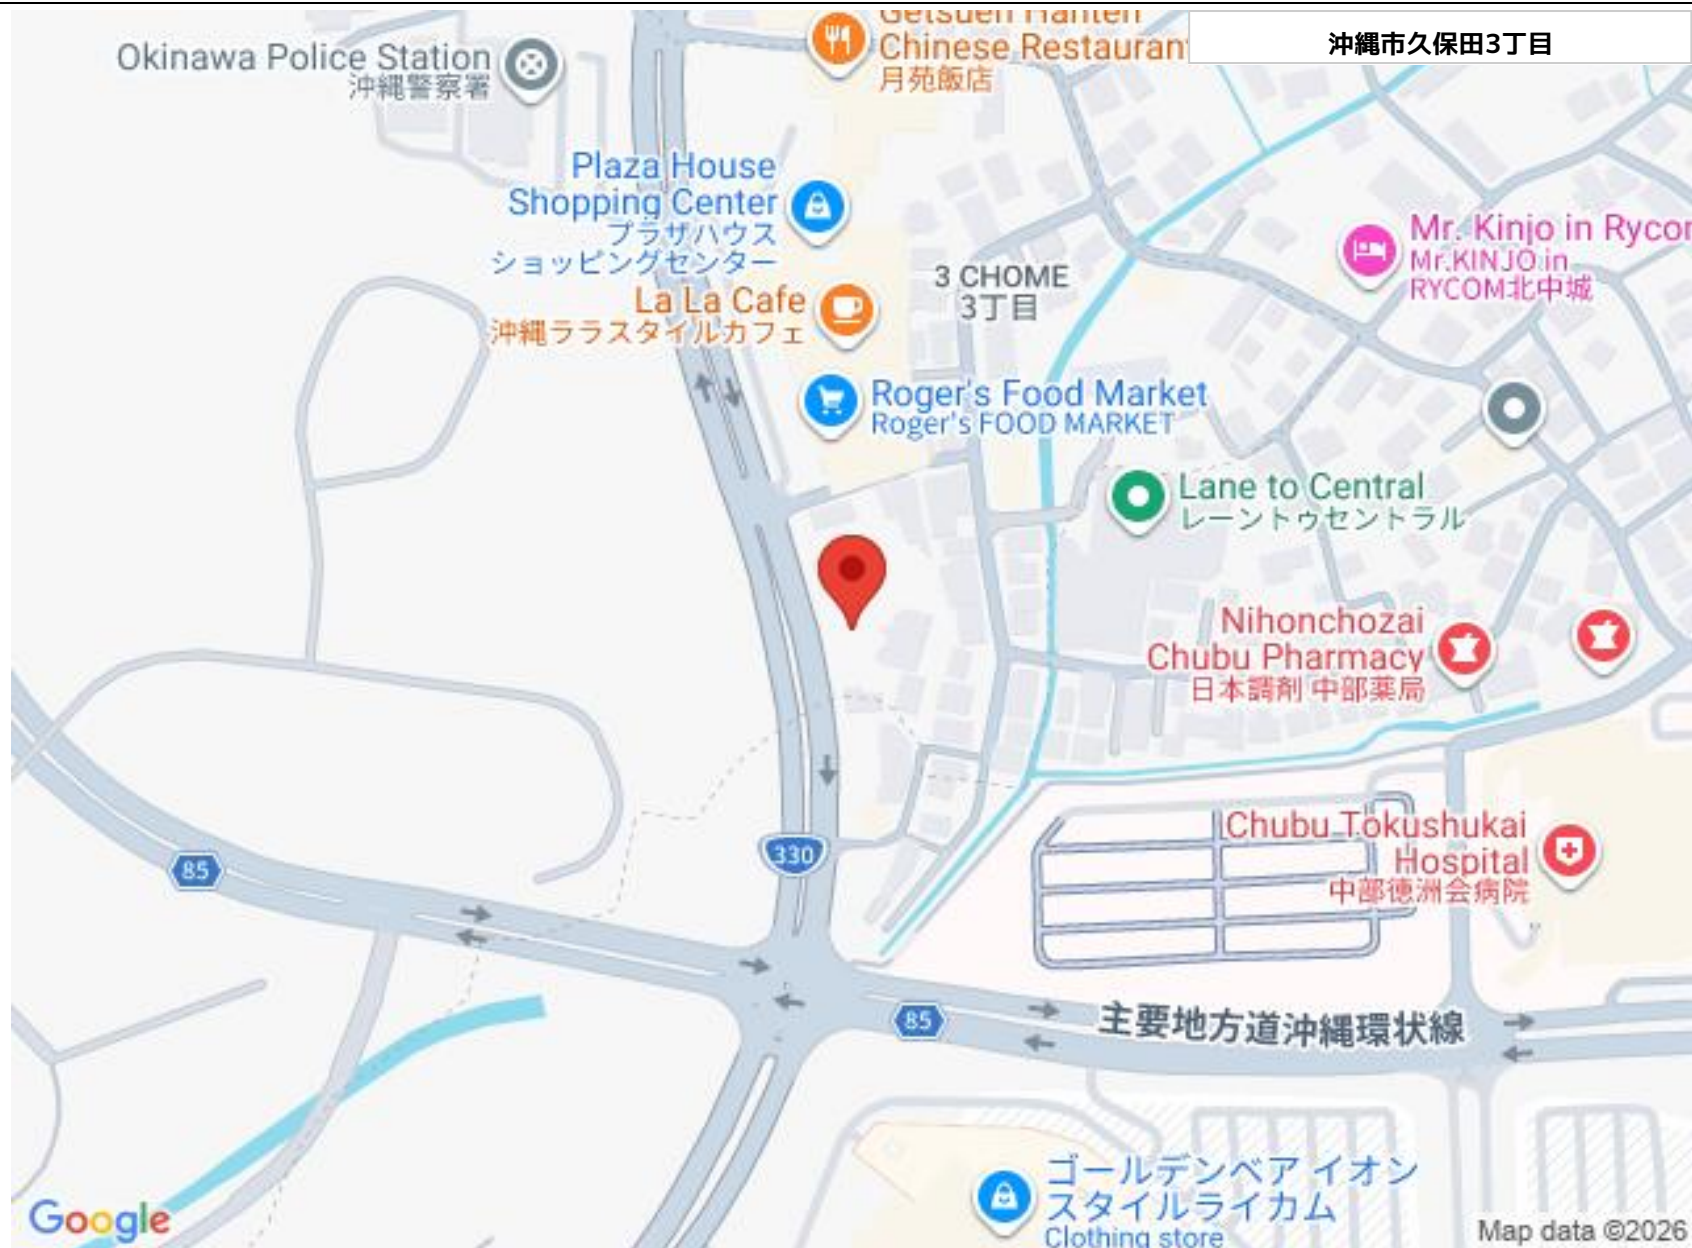 Getsuen Hanten
Chinese Restaurant
月苑飯店
沖縄市久保田3丁目
Okinawa Police Station
沖縄警察署
Plaza House
Shopping Center
プラザハウス
ショッピングセンター
Mr. Kinjo in Rycom
Mr.KINJO in
RYCOM北中城
3 CHOME
3丁目
La La Cafe
沖縄ララスタイルカフェ
Roger's Food Market
Roger's FOOD MARKET
Lane to Central
レーントゥセントラル
Nihonchozai
Chubu Pharmacy
日本調剤 中部薬局
Chubu Tokushukai
Hospital
中部徳洲会病院
330
85
85
主要地方道沖縄環状線
ゴールデンベア イオン
スタイルライカム
Clothing store
Google
Map data ©2026